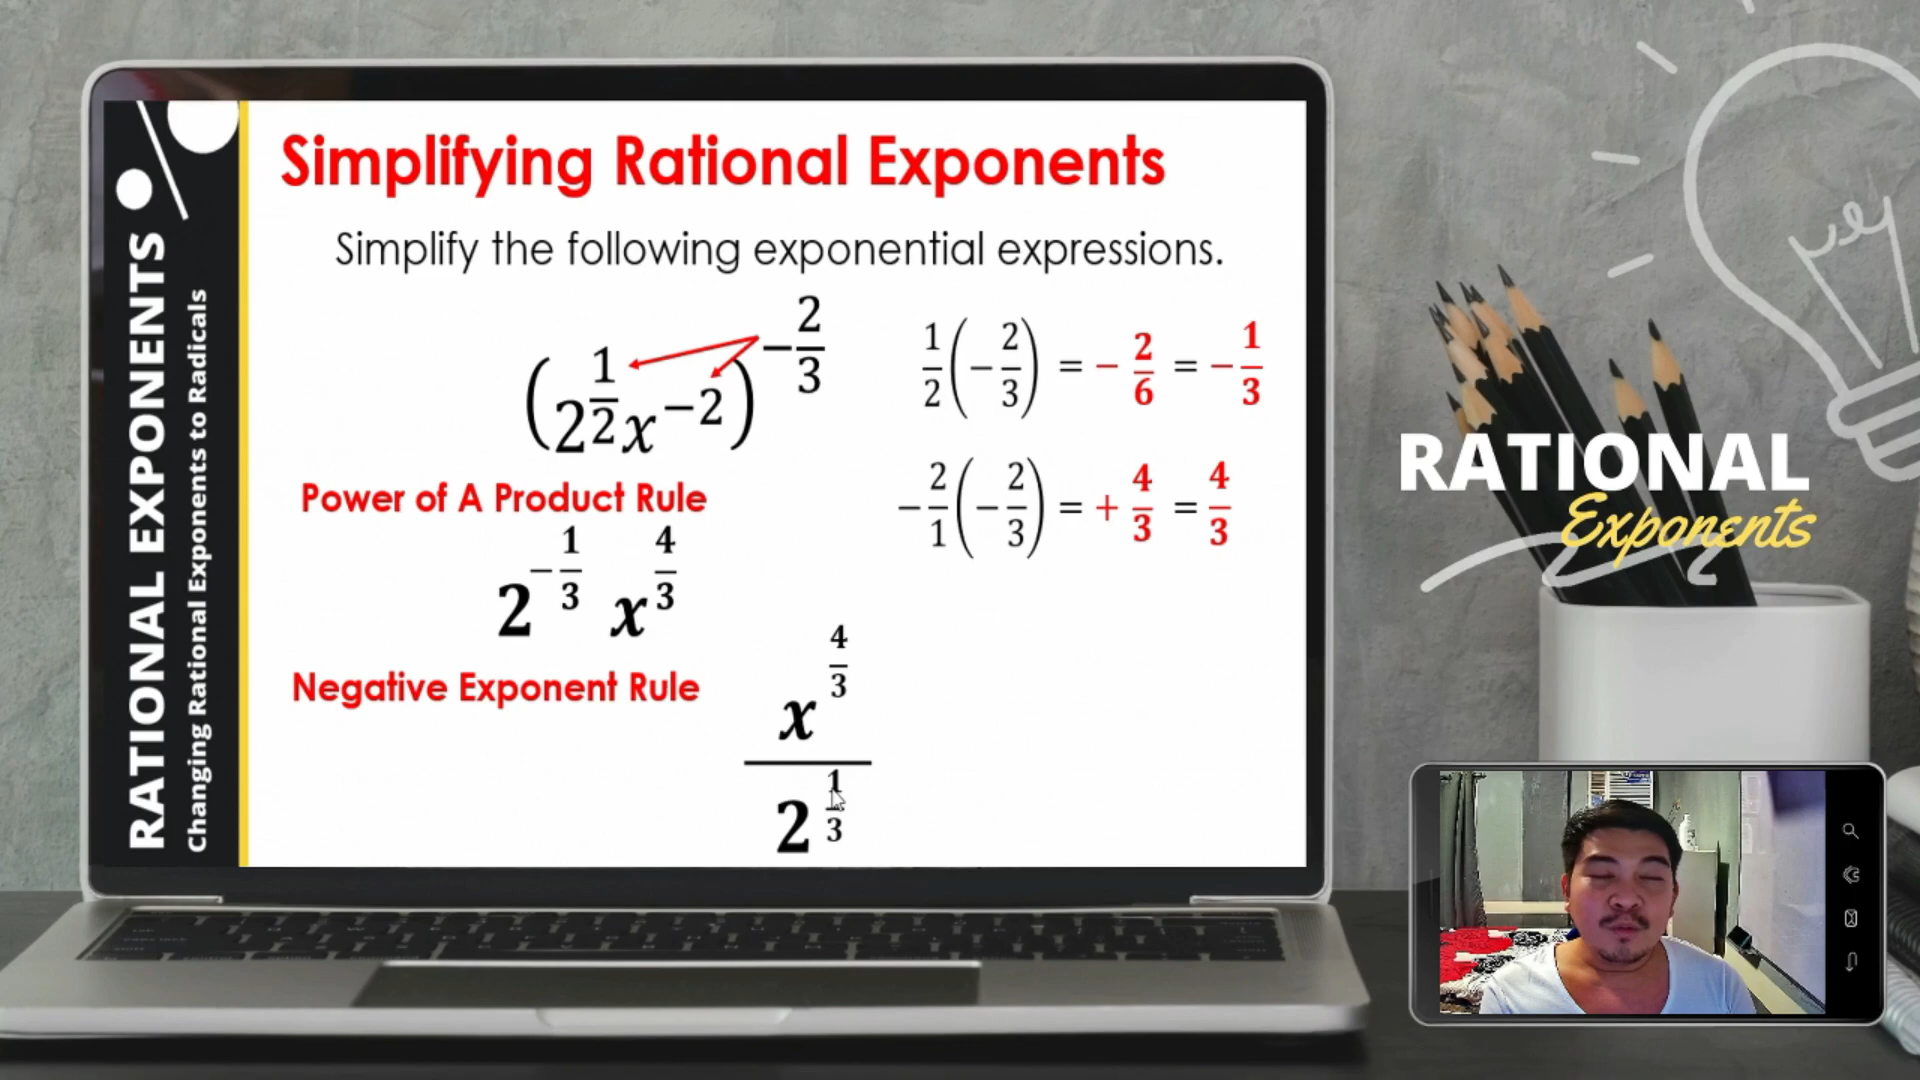 RATIONAL EXPONENTS
Changing Rational Exponents to Radicals
Simplifying Rational Exponents
Simplify the following exponential expressions.
(2^{1/2} x^{−2})^{−2/3}
1/2 (−2/3) = − 2/6 = − 1/3
−2/1 (−2/3) = + 4/3 = 4/3
Power of A Product Rule
2^{−1/3} x^{4/3}
Negative Exponent Rule
x^{4/3} / 2^{1/3}
RATIONAL
Exponents